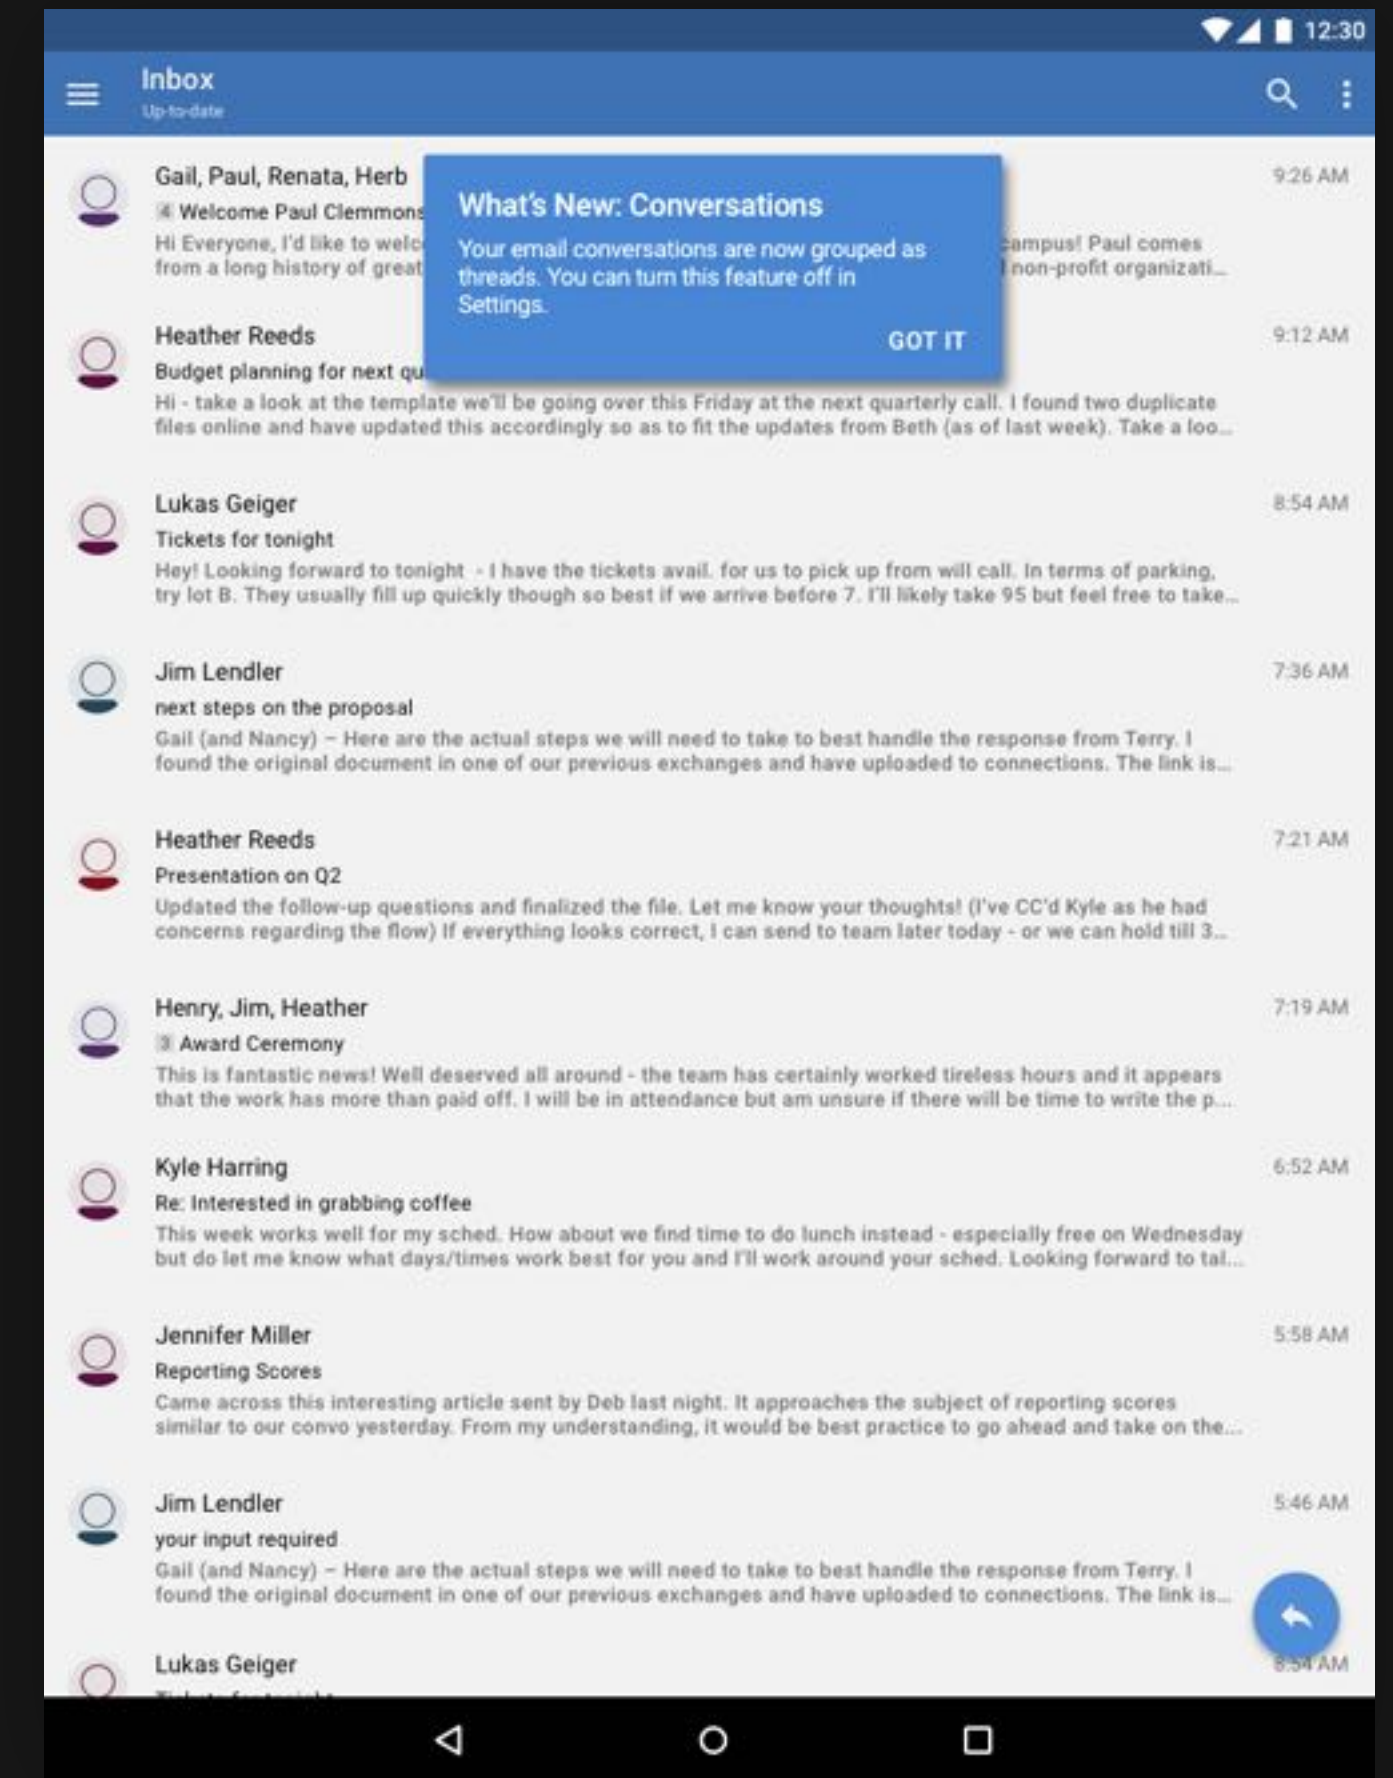 12:30
Inbox
Up-to-date
Gail, Paul, Renata, Herb
9:26 AM
4 Welcome Paul Clemmons
Hi Everyone, I'd like to welc
campus! Paul comes
from a long history of great
non-profit organizati...
What's New: Conversations
Your email conversations are now grouped as
threads. You can turn this feature off in
Settings.
GOT IT
Heather Reeds
9:12 AM
Budget planning for next qu
Hi - take a look at the template we'll be going over this Friday at the next quarterly call. I found two duplicate
files online and have updated this accordingly so as to fit the updates from Beth (as of last week). Take a loo...
Lukas Geiger
8:54 AM
Tickets for tonight
Hey! Looking forward to tonight - I have the tickets avail. for us to pick up from will call. In terms of parking,
try lot B. They usually fill up quickly though so best if we arrive before 7. I'll likely take 95 but feel free to take...
Jim Lendler
7:36 AM
next steps on the proposal
Gail (and Nancy) – Here are the actual steps we will need to take to best handle the response from Terry. I
found the original document in one of our previous exchanges and have uploaded to connections. The link is...
Heather Reeds
7:21 AM
Presentation on Q2
Updated the follow-up questions and finalized the file. Let me know your thoughts! (I've CC'd Kyle as he had
concerns regarding the flow) If everything looks correct, I can send to team later today - or we can hold till 3...
Henry, Jim, Heather
7:19 AM
3 Award Ceremony
This is fantastic news! Well deserved all around - the team has certainly worked tireless hours and it appears
that the work has more than paid off. I will be in attendance but am unsure if there will be time to write the p...
Kyle Harring
6:52 AM
Re: Interested in grabbing coffee
This week works well for my sched. How about we find time to do lunch instead - especially free on Wednesday
but do let me know what days/times work best for you and I'll work around your sched. Looking forward to tal...
Jennifer Miller
5:58 AM
Reporting Scores
Came across this interesting article sent by Deb last night. It approaches the subject of reporting scores
similar to our convo yesterday. From my understanding, it would be best practice to go ahead and take on the...
Jim Lendler
5:46 AM
your input required
Gail (and Nancy) – Here are the actual steps we will need to take to best handle the response from Terry. I
found the original document in one of our previous exchanges and have uploaded to connections. The link is...
Lukas Geiger
8:54 AM
Tickets for tonight